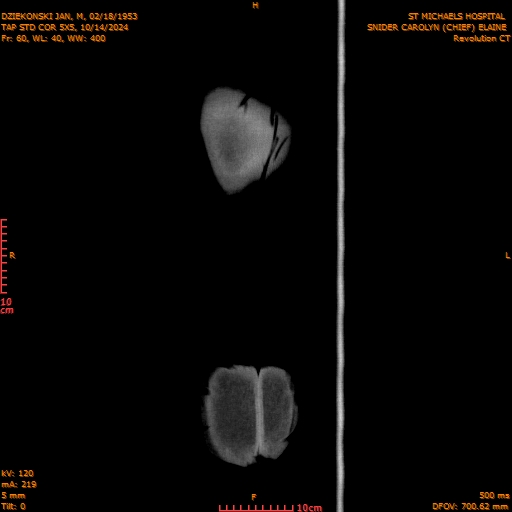 DZIEKONSKI JAN, M, 02/18/1953
TAP STD COR 5X5, 10/14/2024
Fr: 60, WL: 40, WW: 400
H
ST MICHAELS HOSPITAL
SNIDER CAROLYN (CHIEF) ELAINE
Revolution CT
R
L
10
cm
kV: 120
mA: 219
5 mm
Tilt: 0
F
10cm
500 ms
DFOV: 700.62 mm